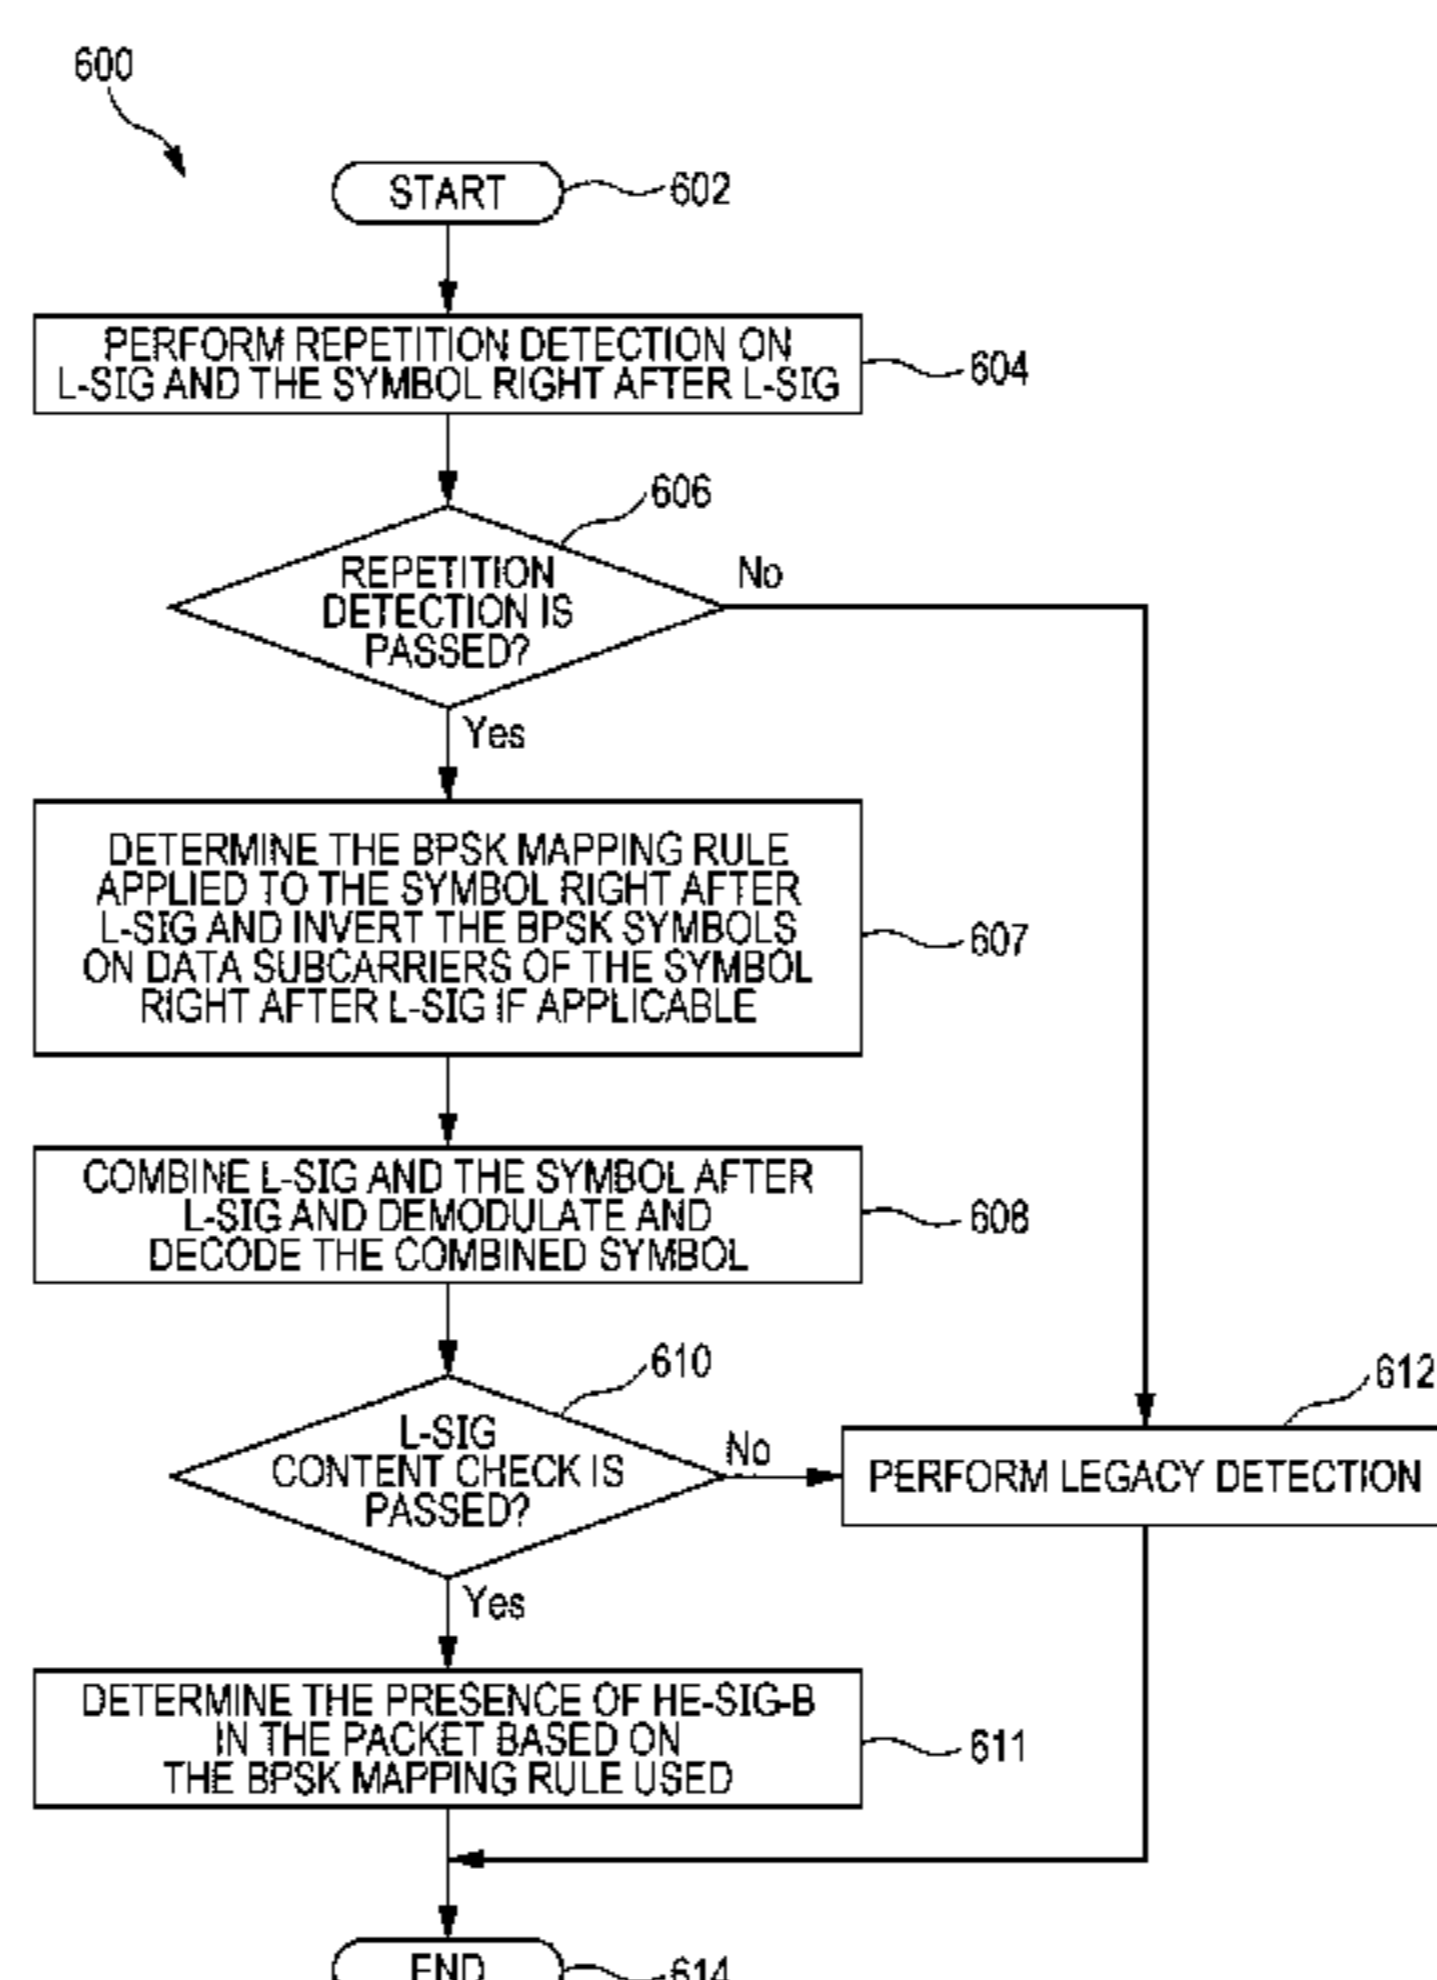 600
START
602
PERFORM REPETITION DETECTION ON
L-SIG AND THE SYMBOL RIGHT AFTER L-SIG
604
606
REPETITION
DETECTION IS
PASSED?
No
Yes
DETERMINE THE BPSK MAPPING RULE
APPLIED TO THE SYMBOL RIGHT AFTER
L-SIG AND INVERT THE BPSK SYMBOLS
ON DATA SUBCARRIERS OF THE SYMBOL
RIGHT AFTER L-SIG IF APPLICABLE
607
COMBINE L-SIG AND THE SYMBOL AFTER
L-SIG AND DEMODULATE AND
DECODE THE COMBINED SYMBOL
608
610
L-SIG
CONTENT CHECK IS
PASSED?
No
612
PERFORM LEGACY DETECTION
Yes
DETERMINE THE PRESENCE OF HE-SIG-B
IN THE PACKET BASED ON
THE BPSK MAPPING RULE USED
611
END
614